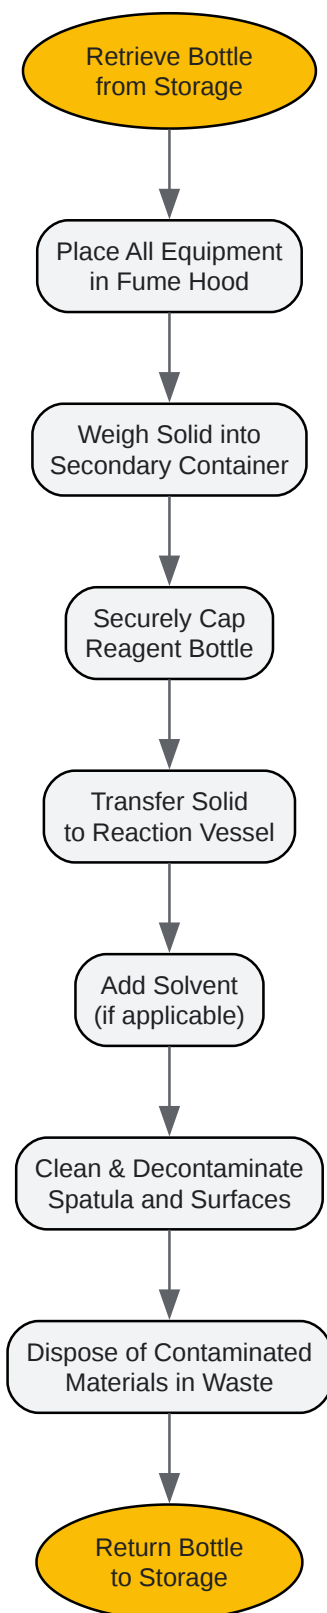 Retrieve Bottle
from Storage
Place All Equipment
in Fume Hood
Weigh Solid into
Secondary Container
Securely Cap
Reagent Bottle
Transfer Solid
to Reaction Vessel
Add Solvent
(if applicable)
Clean & Decontaminate
Spatula and Surfaces
Dispose of Contaminated
Materials in Waste
Return Bottle
to Storage